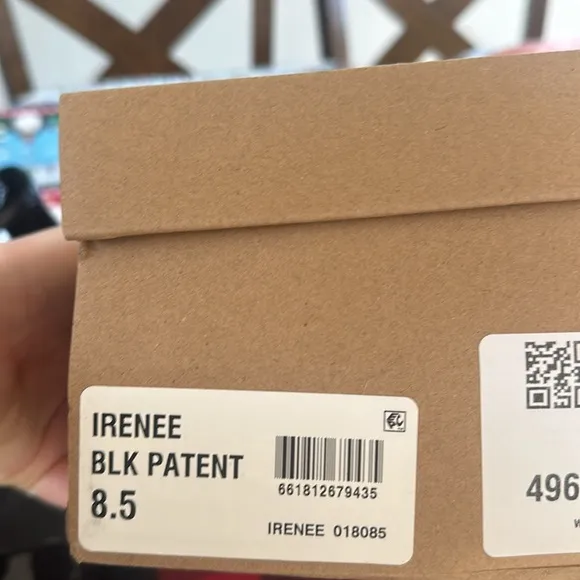 IRENEE
BLK PATENT
8.5
661812679435
IRENEE 018085
496